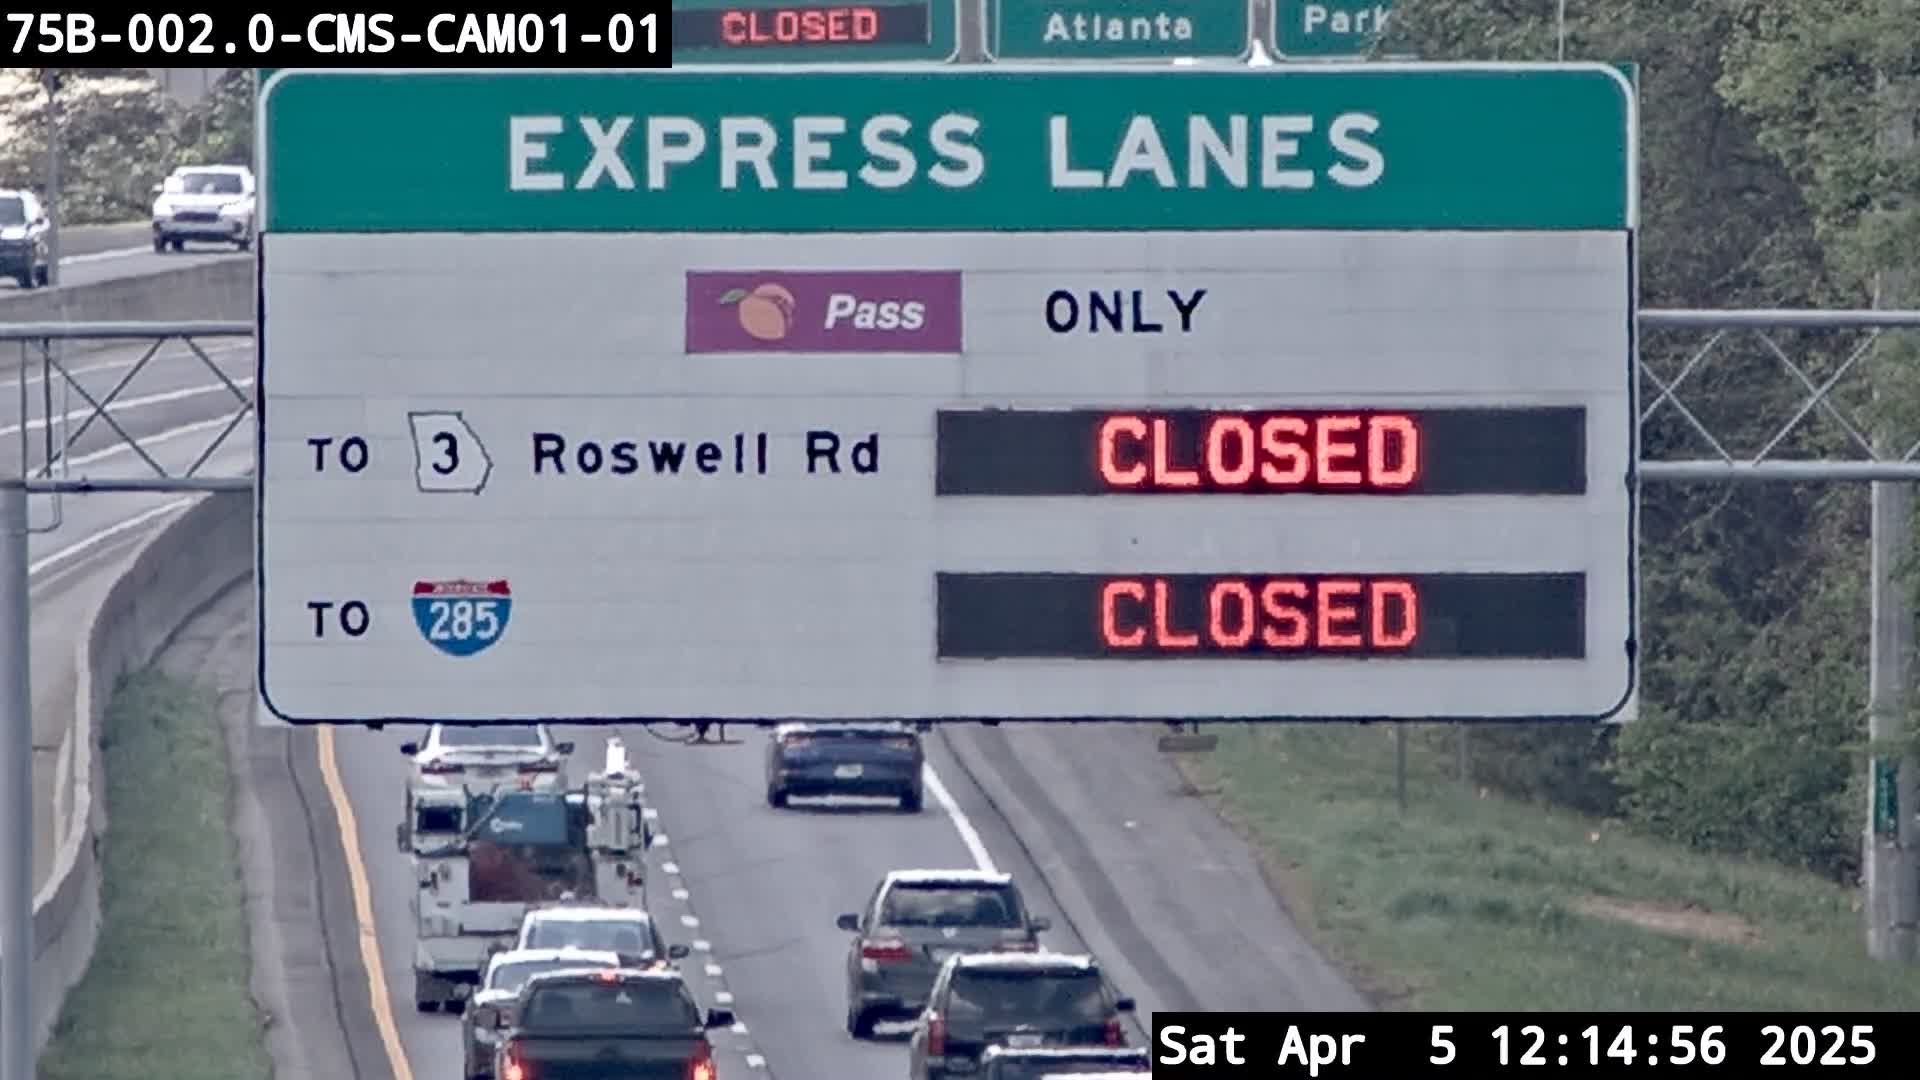 75B-002.0-CMS-CAM01-01
CLOSED
Atlanta
Park
EXPRESS LANES
Pass ONLY
TO 3 Roswell Rd CLOSED
TO 285 CLOSED
Sat Apr 5 12:14:56 2025